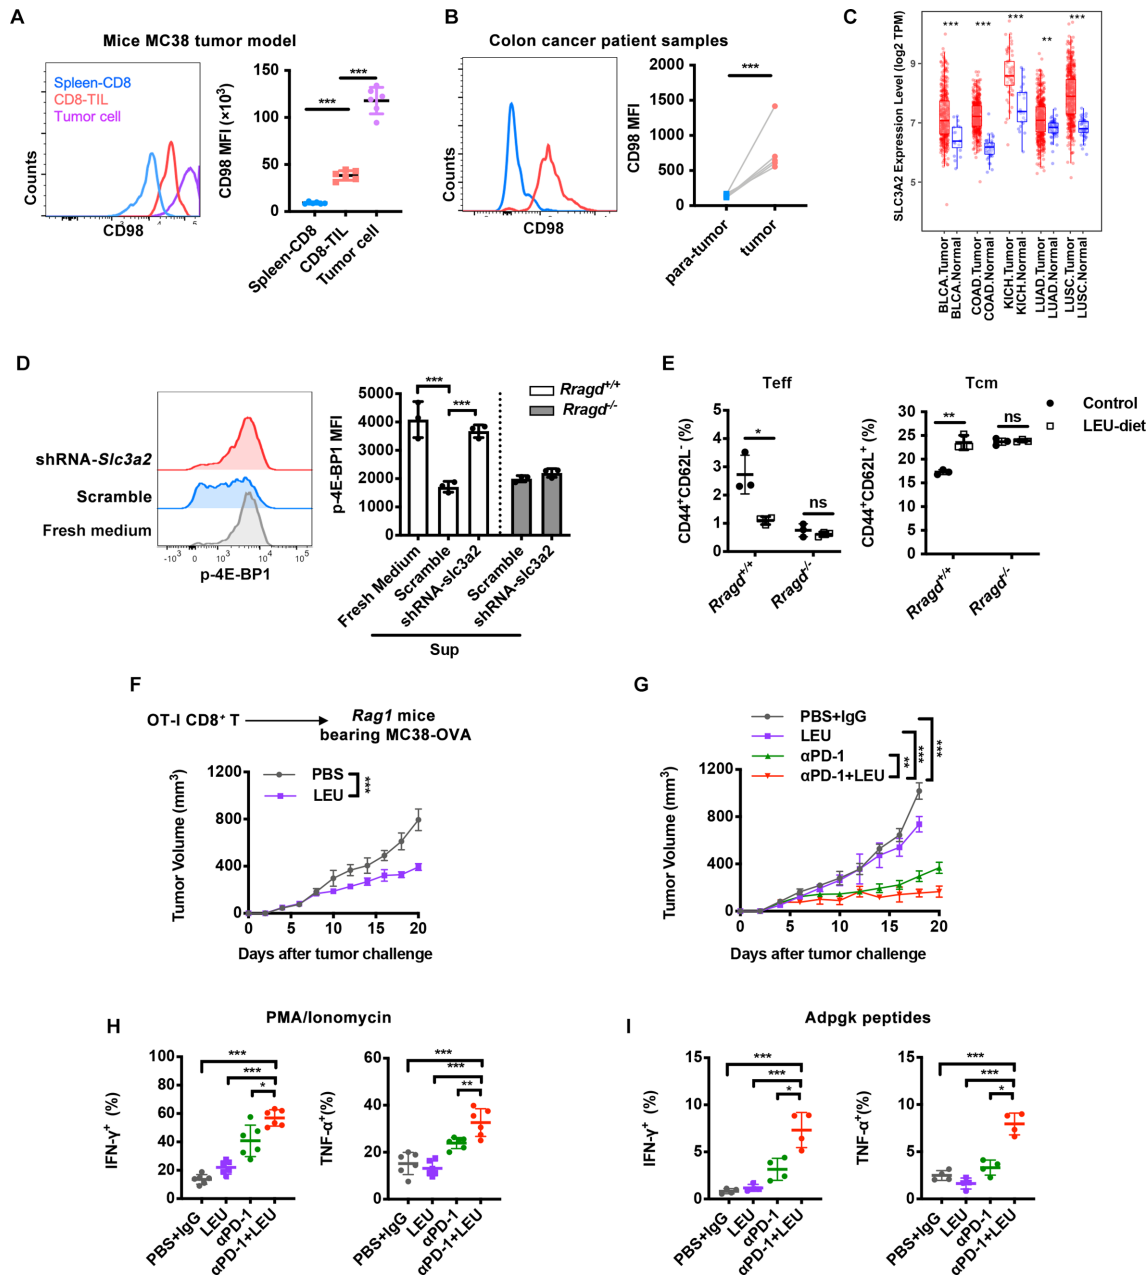 A
Mice MC38 tumor model
Spleen-CD8
CD8-TIL
Tumor cell
Counts
3 4 5
CD98
CD98 MFI (×10³)
150
100
50
0
***
***
Spleen-CD8
CD8-TIL
Tumor cell
B
Colon cancer patient samples
Counts
CD98
CD98 MFI
2000
1500
1000
500
0
***
para-tumor
tumor
C
SLC3A2 Expression Level (log2 TPM)
9
7
5
***
***
***
**
***
BLCA.Tumor
BLCA.Normal
COAD.Tumor
COAD.Normal
KICH.Tumor
KICH.Normal
LUAD.Tumor
LUAD.Normal
LUSC.Tumor
LUSC.Normal
D
shRNA-Slc3a2
Scramble
Fresh medium
-10³ 0 10³ 10⁴ 10⁵
p-4E-BP1
p-4E-BP1 MFI
5000
4000
3000
2000
1000
0
***
***
Rragd+/+
Rragd-/-
Fresh Medium
Scramble
shRNA-slc3a2
Scramble
shRNA-slc3a2
Sup
E
Teff
CD44⁺CD62L⁻ (%)
5
4
3
2
1
0
*
ns
Rragd+/+
Rragd-/-
Tcm
CD44⁺CD62L⁺ (%)
30
25
20
15
10
5
0
**
ns
Rragd+/+
Rragd-/-
Control
LEU-diet
F
OT-I CD8⁺ T
Rag1 mice
bearing MC38-OVA
PBS
LEU
***
Tumor Volume (mm³)
1200
800
400
0
0 5 10 15 20
Days after tumor challenge
G
PBS+IgG
LEU
αPD-1
αPD-1+LEU
**
***
***
Tumor Volume (mm³)
1200
800
400
0
0 5 10 15 20
Days after tumor challenge
H
PMA/Ionomycin
IFN-γ⁺ (%)
100
80
60
40
20
0
***
***
*
PBS+IgG
LEU
αPD-1
αPD-1+LEU
TNF-α⁺(%)
60
40
20
0
***
***
**
PBS+IgG
LEU
αPD-1
αPD-1+LEU
I
Adpgk peptides
IFN-γ⁺ (%)
15
10
5
0
***
***
*
PBS+IgG
LEU
αPD-1
αPD-1+LEU
TNF-α⁺(%)
15
10
5
0
***
***
*
PBS+IgG
LEU
αPD-1
αPD-1+LEU